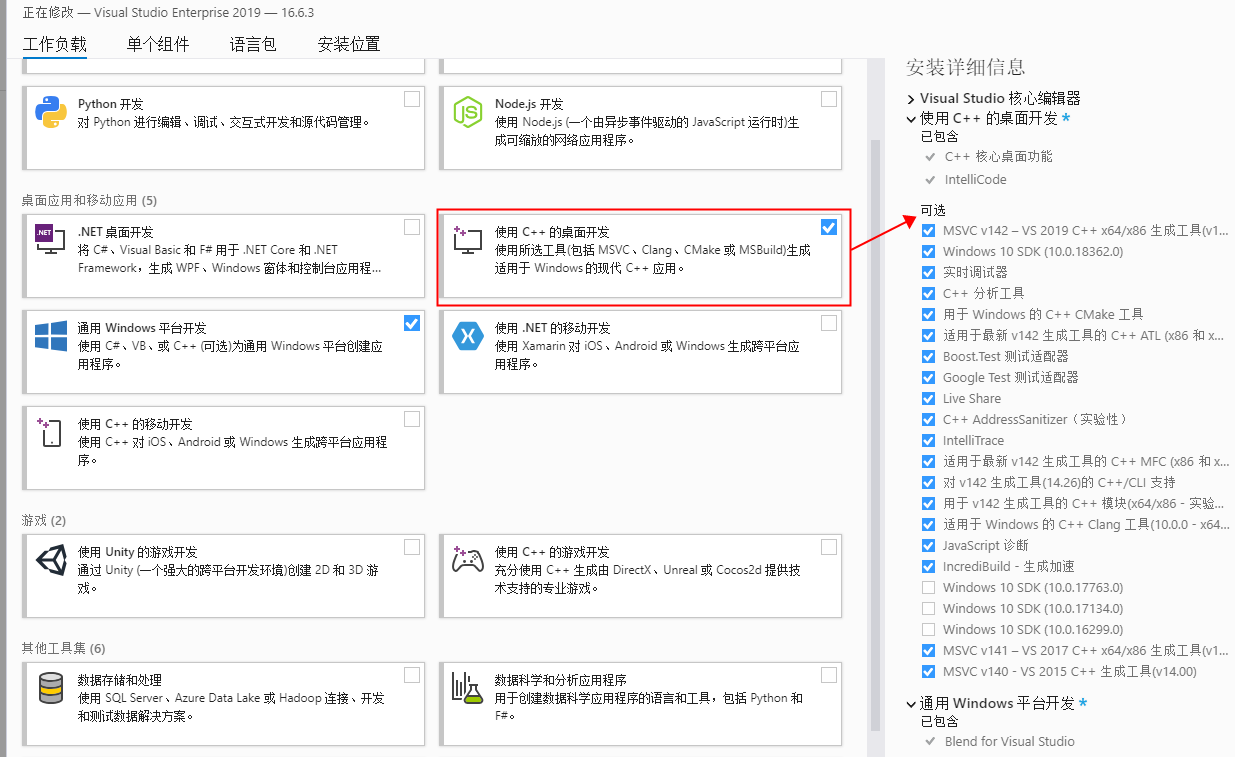 正在修改 — Visual Studio Enterprise 2019 — 16.6.3
工作负载 单个组件 语言包 安装位置
Python 开发
对 Python 进行编辑、调试、交互式开发和源代码管理。
Node.js 开发
使用 Node.js (一个由异步事件驱动的 JavaScript 运行时)生
成可缩放的网络应用程序。
桌面应用和移动应用 (5)
.NET
.NET 桌面开发
将 C#、Visual Basic 和 F# 用于 .NET Core 和 .NET
Framework，生成 WPF、Windows 窗体和控制台应用程...
使用 C++ 的桌面开发
使用所选工具(包括 MSVC、Clang、CMake 或 MSBuild)生成
适用于 Windows 的现代 C++ 应用。
通用 Windows 平台开发
使用 C#、VB、或 C++ (可选)为通用 Windows 平台创建应
用程序。
使用 .NET 的移动开发
使用 Xamarin 对 iOS、Android 或 Windows 生成跨平台应
用程序。
使用 C++ 的移动开发
使用 C++ 对 iOS、Android 或 Windows 生成跨平台应用程
序。
游戏 (2)
使用 Unity 的游戏开发
通过 Unity (一个强大的跨平台开发环境)创建 2D 和 3D 游
戏。
使用 C++ 的游戏开发
充分使用 C++ 生成由 DirectX、Unreal 或 Cocos2d 提供技
术支持的专业游戏。
其他工具集 (6)
数据存储和处理
使用 SQL Server、Azure Data Lake 或 Hadoop 连接、开发
和测试数据解决方案。
数据科学和分析应用程序
用于创建数据科学应用程序的语言和工具，包括 Python 和
F#。
安装详细信息
Visual Studio 核心编辑器
使用 C++ 的桌面开发 *
已包含
C++ 核心桌面功能
IntelliCode
可选
MSVC v142 – VS 2019 C++ x64/x86 生成工具(v1...
Windows 10 SDK (10.0.18362.0)
实时调试器
C++ 分析工具
用于 Windows 的 C++ CMake 工具
适用于最新 v142 生成工具的 C++ ATL (x86 和 x...
Boost.Test 测试适配器
Google Test 测试适配器
Live Share
C++ AddressSanitizer（实验性）
IntelliTrace
适用于最新 v142 生成工具的 C++ MFC (x86 和 x...
对 v142 生成工具(14.26)的 C++/CLI 支持
用于 v142 生成工具的 C++ 模块(x64/x86 - 实验...
适用于 Windows 的 C++ Clang 工具(10.0.0 - x64...
JavaScript 诊断
IncrediBuild - 生成加速
Windows 10 SDK (10.0.17763.0)
Windows 10 SDK (10.0.17134.0)
Windows 10 SDK (10.0.16299.0)
MSVC v141 – VS 2017 C++ x64/x86 生成工具(v1...
MSVC v140 - VS 2015 C++ 生成工具(v14.00)
通用 Windows 平台开发 *
已包含
Blend for Visual Studio